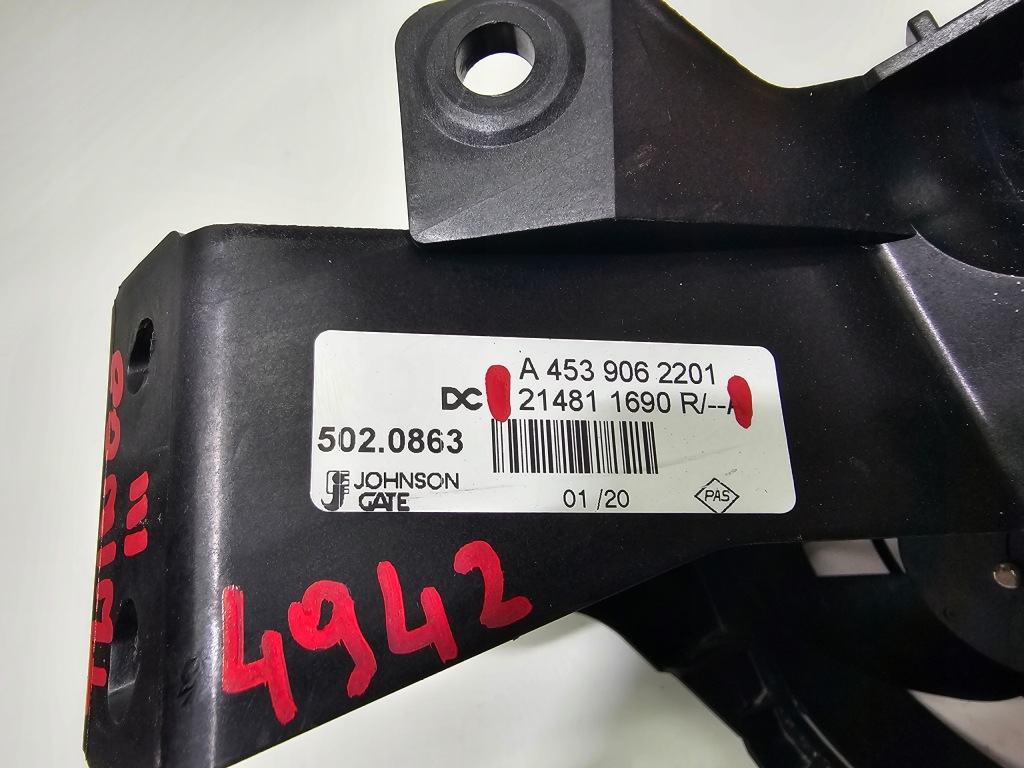 A 453 906 2201
DC 21481 1690 R/--A
502.0863
JOHNSON
GATE
01 /20
PAS
4942